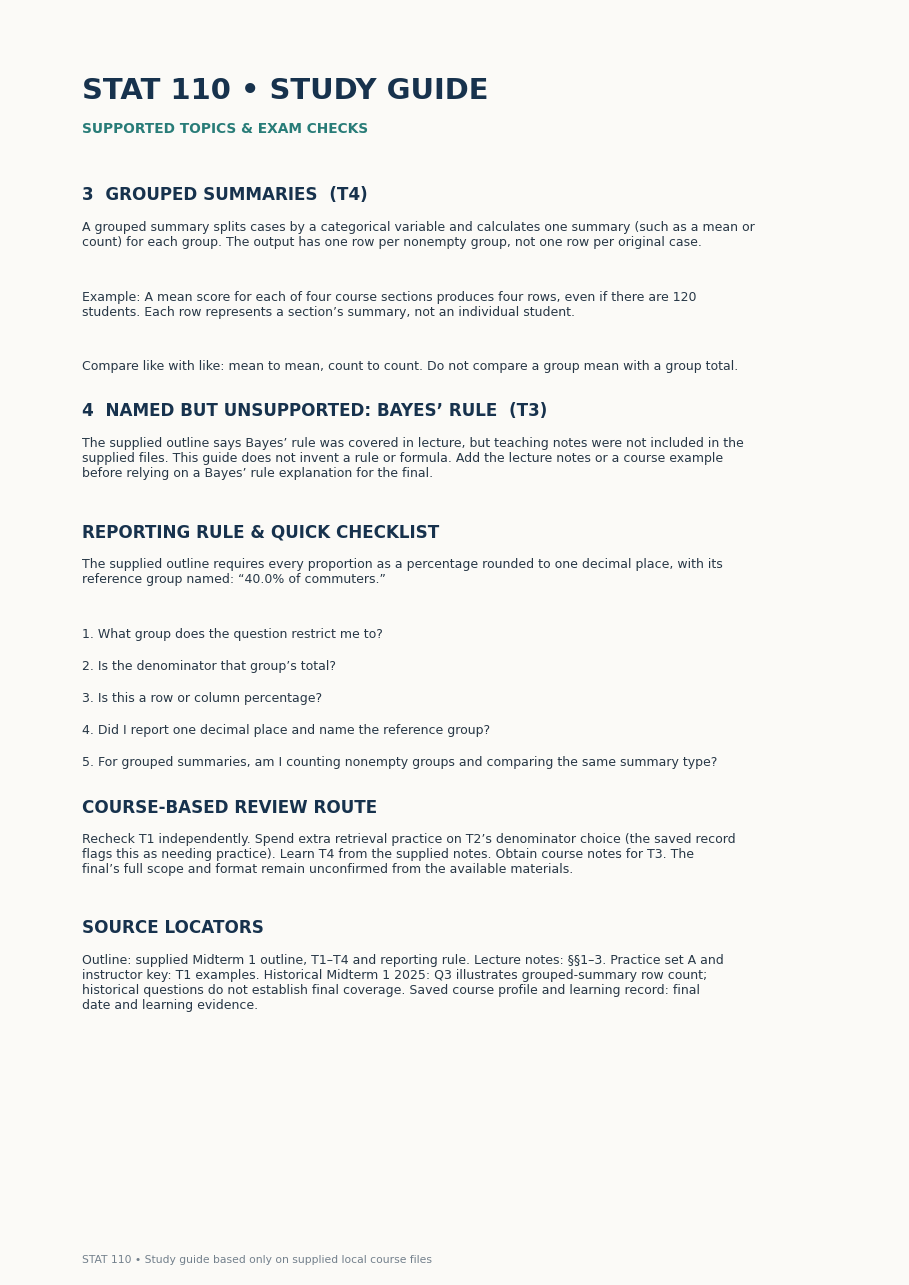 STAT 110 • STUDY GUIDE
SUPPORTED TOPICS & EXAM CHECKS
3  GROUPED SUMMARIES  (T4)
A grouped summary splits cases by a categorical variable and calculates one summary (such as a mean or
count) for each group. The output has one row per nonempty group, not one row per original case.
Example: A mean score for each of four course sections produces four rows, even if there are 120
students. Each row represents a section’s summary, not an individual student.
Compare like with like: mean to mean, count to count. Do not compare a group mean with a group total.
4  NAMED BUT UNSUPPORTED: BAYES’ RULE  (T3)
The supplied outline says Bayes’ rule was covered in lecture, but teaching notes were not included in the
supplied files. This guide does not invent a rule or formula. Add the lecture notes or a course example
before relying on a Bayes’ rule explanation for the final.
REPORTING RULE & QUICK CHECKLIST
The supplied outline requires every proportion as a percentage rounded to one decimal place, with its
reference group named: “40.0% of commuters.”
1. What group does the question restrict me to?
2. Is the denominator that group’s total?
3. Is this a row or column percentage?
4. Did I report one decimal place and name the reference group?
5. For grouped summaries, am I counting nonempty groups and comparing the same summary type?
COURSE-BASED REVIEW ROUTE
Recheck T1 independently. Spend extra retrieval practice on T2’s denominator choice (the saved record
flags this as needing practice). Learn T4 from the supplied notes. Obtain course notes for T3. The
final’s full scope and format remain unconfirmed from the available materials.
SOURCE LOCATORS
Outline: supplied Midterm 1 outline, T1–T4 and reporting rule. Lecture notes: §§1–3. Practice set A and
instructor key: T1 examples. Historical Midterm 1 2025: Q3 illustrates grouped-summary row count;
historical questions do not establish final coverage. Saved course profile and learning record: final
date and learning evidence.
STAT 110 • Study guide based only on supplied local course files